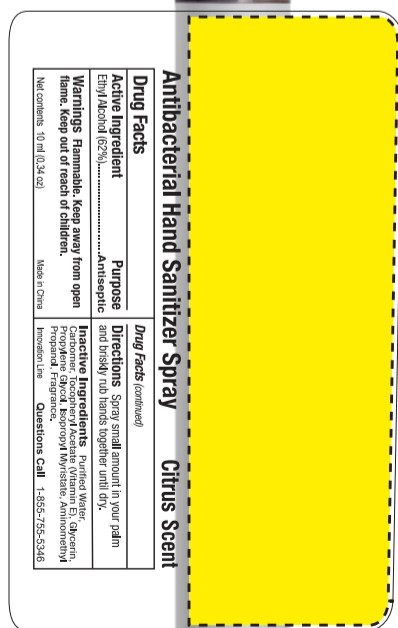 Antibacterial Hand Sanitizer Spray Citrus Scent
Drug Facts
Active Ingredient Purpose
Ethyl Alcohol (62%)............................Antiseptic
Warnings Flammable. Keep away from open
flame. Keep out of reach of children.
Net contents 10 ml (0.34 oz) Made in China
Drug Facts (continued)
Directions Spray small amount in your palm
and briskly rub hands together until dry.
Inactive Ingredients Purified Water,
Carbomer, Tocopheryl Acetate (Vitamin E), Glycerin,
Propylene Glycol, Isopropyl Myristate, Aminomethyl
Propanol, Fragrance.
Innovation Line Questions Call 1-855-755-5346